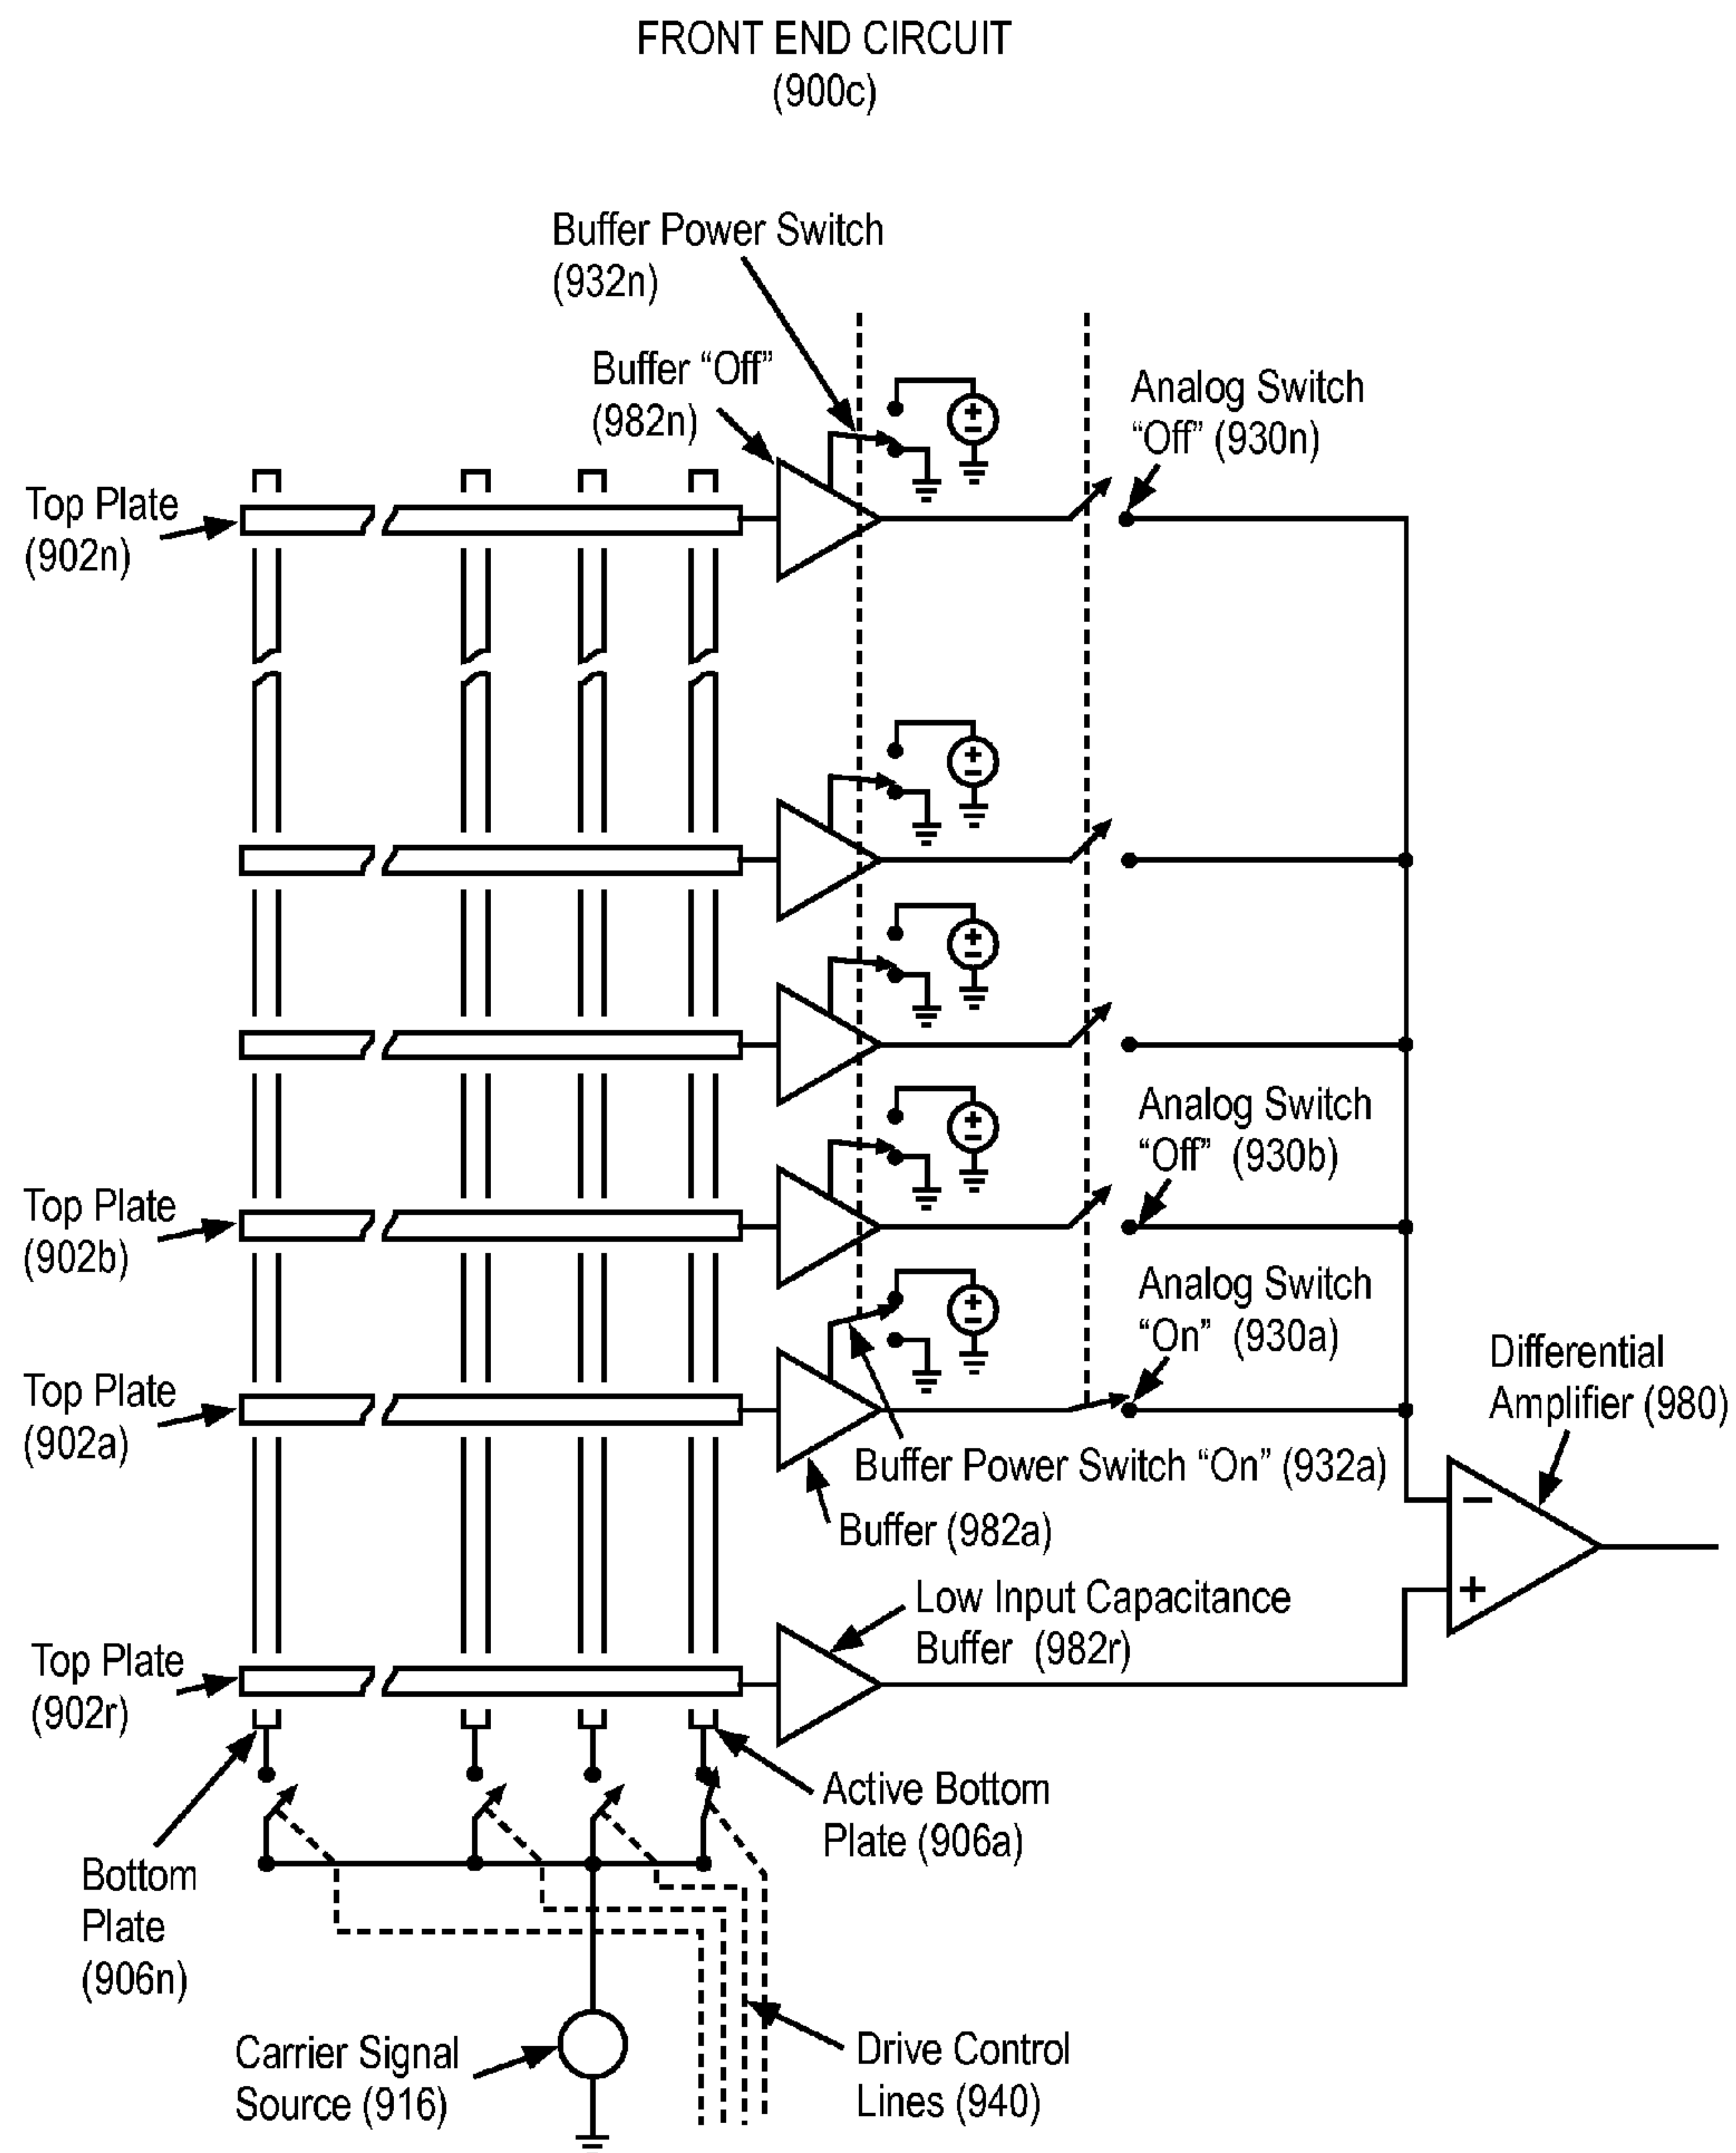 FRONT END CIRCUIT
(900c)
Buffer Power Switch
(932n)
Buffer “Off”
(982n)
Analog Switch
“Off” (930n)
Top Plate
(902n)
Analog Switch
“Off” (930b)
Top Plate
(902b)
Analog Switch
“On” (930a)
Differential
Amplifier (980)
Top Plate
(902a)
Buffer Power Switch “On” (932a)
Buffer (982a)
Low Input Capacitance
Buffer (982r)
Top Plate
(902r)
Active Bottom
Plate (906a)
Bottom
Plate
(906n)
Carrier Signal
Source (916)
Drive Control
Lines (940)